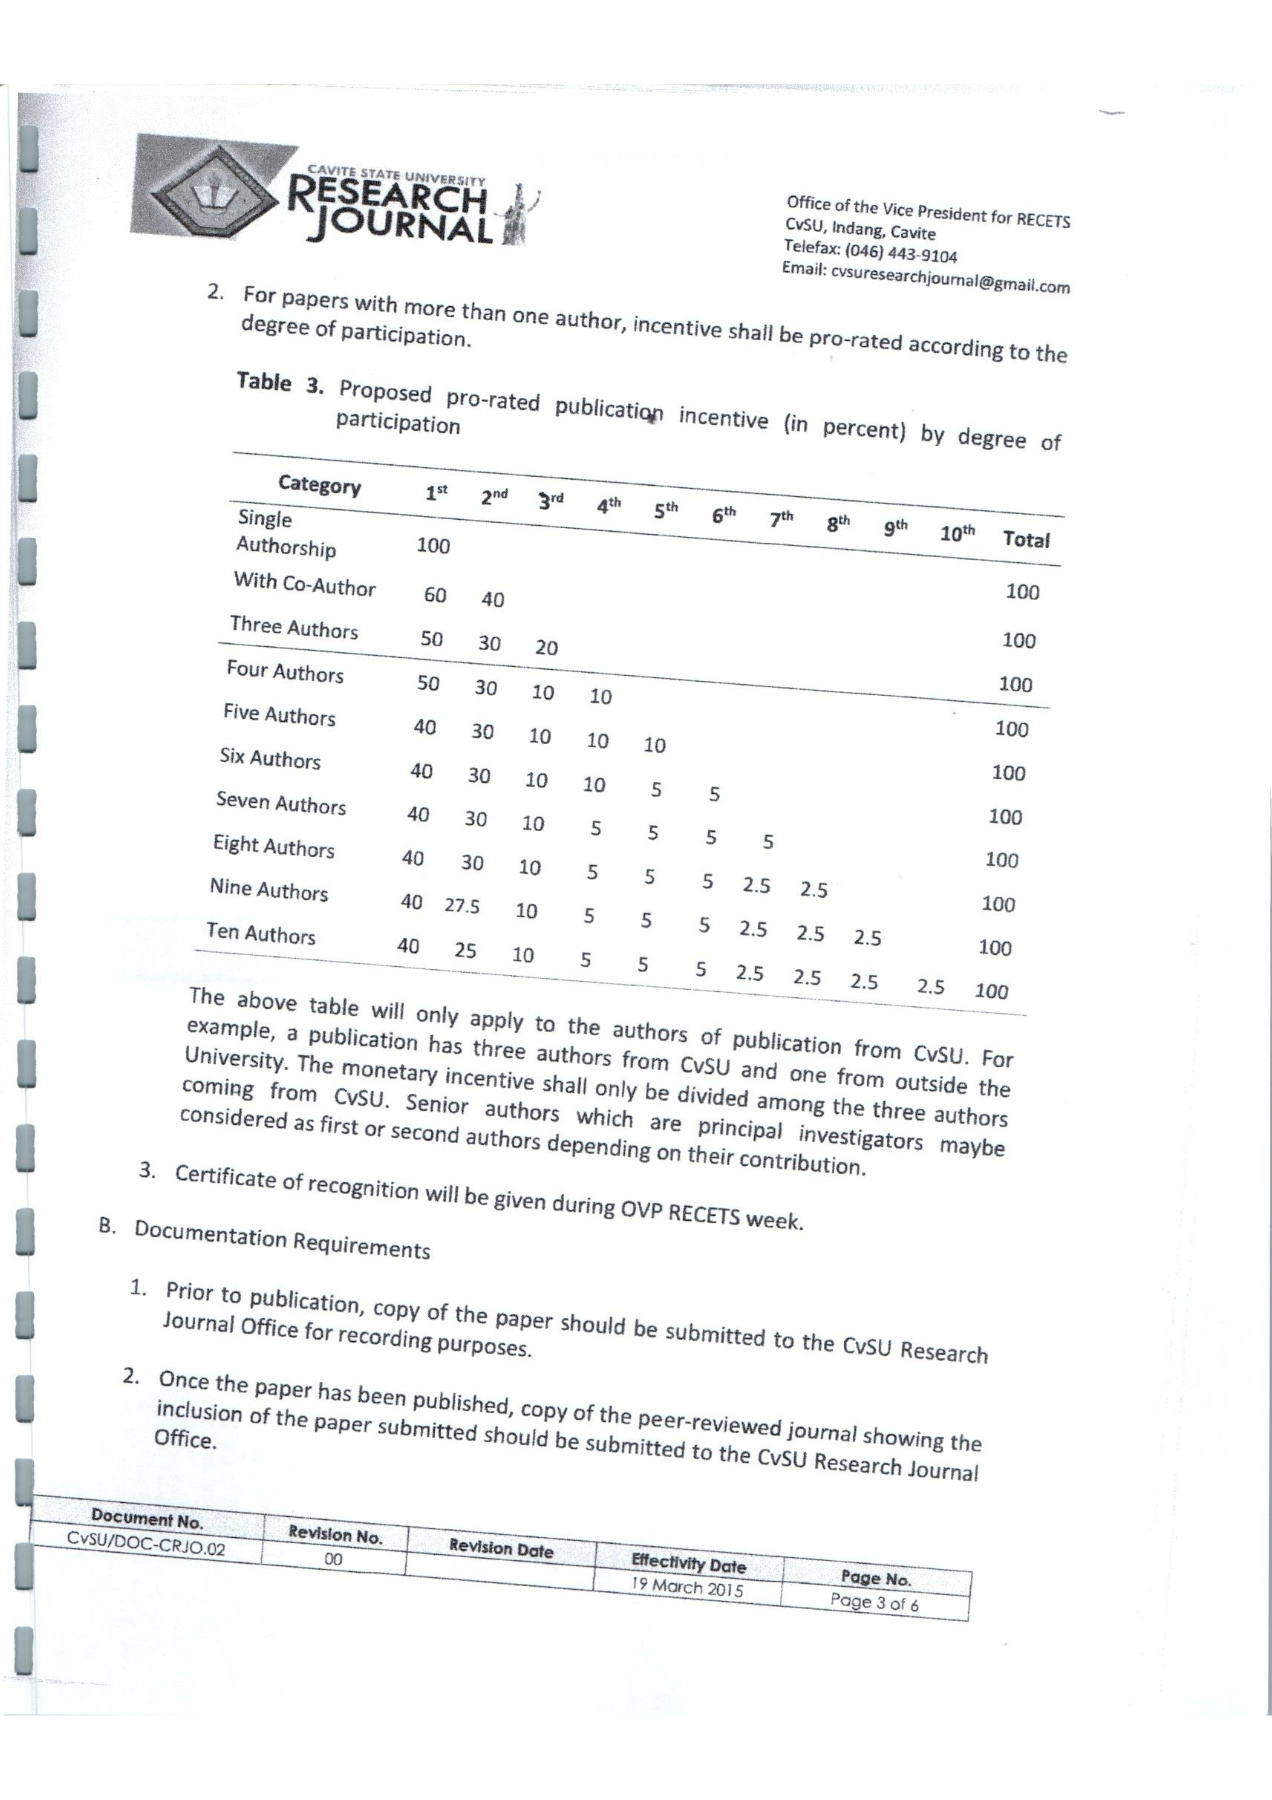 CAVITE STATE UNIVERSITY
RESEARCH
JOURNAL
Office of the Vice President for RECETS
CvSU, Indang, Cavite
Telefax: (046) 443-9104
Email: cvsuresearchjournal@gmail.com
2. For papers with more than one author, incentive shall be pro-rated according to the
degree of participation.
Table 3. Proposed pro-rated publication incentive (in percent) by degree of
participation
Category 1st 2nd 3rd 4th 5th 6th 7th 8th 9th 10th Total
Single
Authorship 100 100
With Co-Author 60 40 100
Three Authors 50 30 20 100
Four Authors 50 30 10 10 100
Five Authors 40 30 10 10 10 100
Six Authors 40 30 10 10 5 5 100
Seven Authors 40 30 10 5 5 5 5 100
Eight Authors 40 30 10 5 5 5 2.5 2.5 100
Nine Authors 40 27.5 10 5 5 5 2.5 2.5 2.5 100
Ten Authors 40 25 10 5 5 5 2.5 2.5 2.5 2.5 100
The above table will only apply to the authors of publication from CvSU. For
example, a publication has three authors from CvSU and one from outside the
University. The monetary incentive shall only be divided among the three authors
coming from CvSU. Senior authors which are principal investigators maybe
considered as first or second authors depending on their contribution.
3. Certificate of recognition will be given during OVP RECETS week.
B. Documentation Requirements
1. Prior to publication, copy of the paper should be submitted to the CvSU Research
Journal Office for recording purposes.
2. Once the paper has been published, copy of the peer-reviewed journal showing the
inclusion of the paper submitted should be submitted to the CvSU Research Journal
Office.
Document No. Revision No. Revision Date Effectivity Date Page No.
CvSU/DOC-CRJO.02 00 19 March 2015 Page 3 of 6